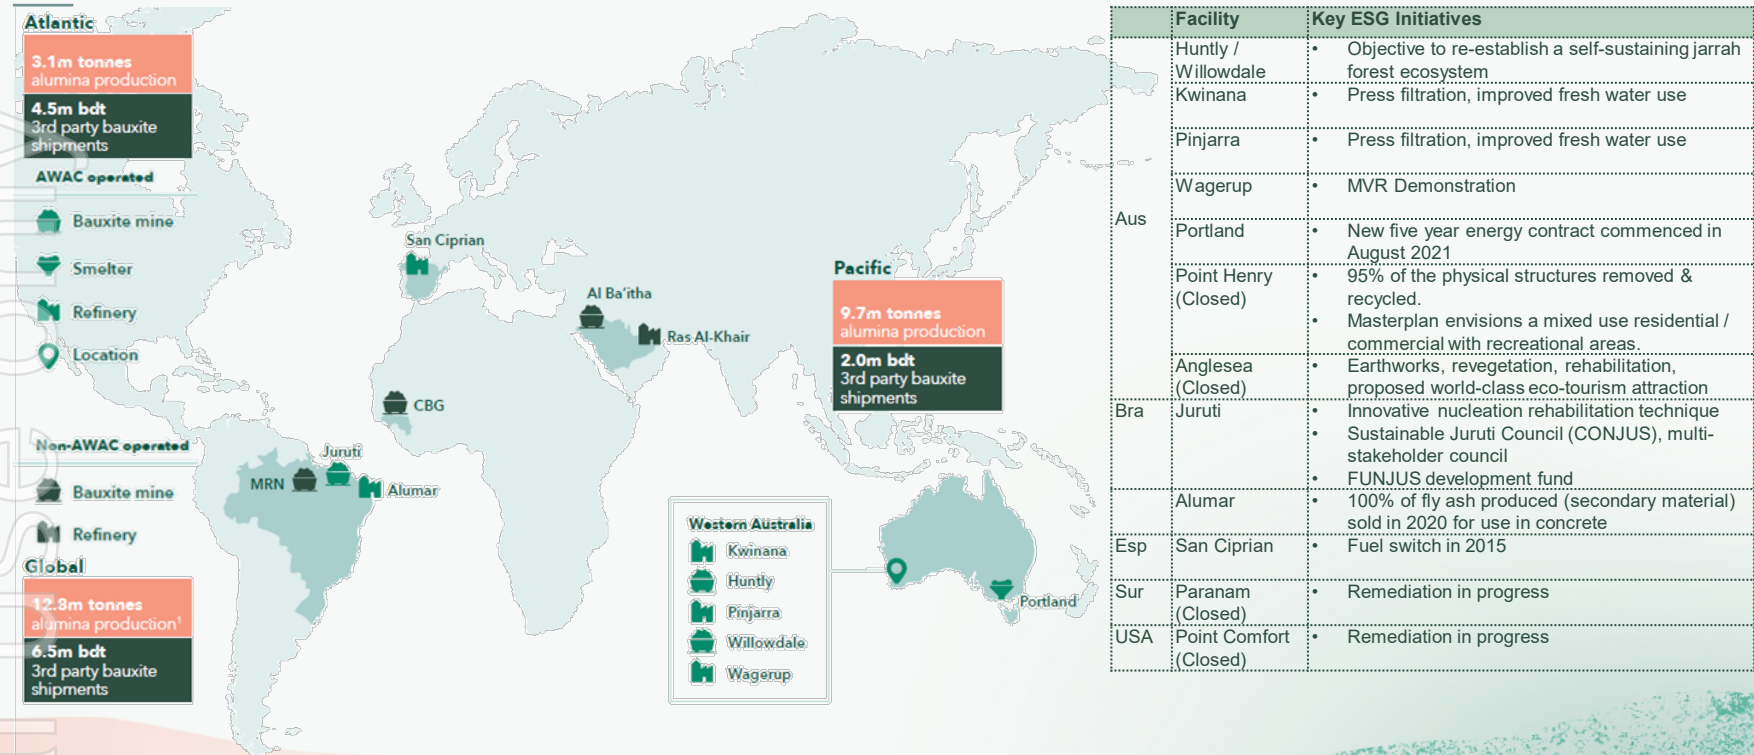 Atlantic
3.1m tonnes
alumina production
4.5m bdt
3rd party bauxite
shipments
AWAC operated
Bauxite mine
Smelter
Refinery
Location
Non-AWAC operated
Bauxite mine
Refinery
Global
12.8m tonnes
alumina production¹
6.5m bdt
3rd party bauxite
shipments
San Ciprian
Al Ba'itha
Ras Al-Khair
CBG
Juruti
MRN
Alumar
Pacific
9.7m tonnes
alumina production
2.0m bdt
3rd party bauxite
shipments
Western Australia
Kwinana
Huntly
Pinjarra
Willowdale
Wagerup
Portland
Facility Key ESG Initiatives
Aus
Huntly / • Objective to re-establish a self-sustaining jarrah
Willowdale forest ecosystem
Kwinana • Press filtration, improved fresh water use
Pinjarra • Press filtration, improved fresh water use
Wagerup • MVR Demonstration
Portland • New five year energy contract commenced in
August 2021
Point Henry • 95% of the physical structures removed &
(Closed) recycled.
• Masterplan envisions a mixed use residential /
commercial with recreational areas.
Anglesea • Earthworks, revegetation, rehabilitation,
(Closed) proposed world-class eco-tourism attraction
Bra Juruti • Innovative nucleation rehabilitation technique
• Sustainable Juruti Council (CONJUS), multi-
stakeholder council
• FUNJUS development fund
Alumar • 100% of fly ash produced (secondary material)
sold in 2020 for use in concrete
Esp San Ciprian • Fuel switch in 2015
Sur Paranam • Remediation in progress
(Closed)
USA Point Comfort • Remediation in progress
(Closed)